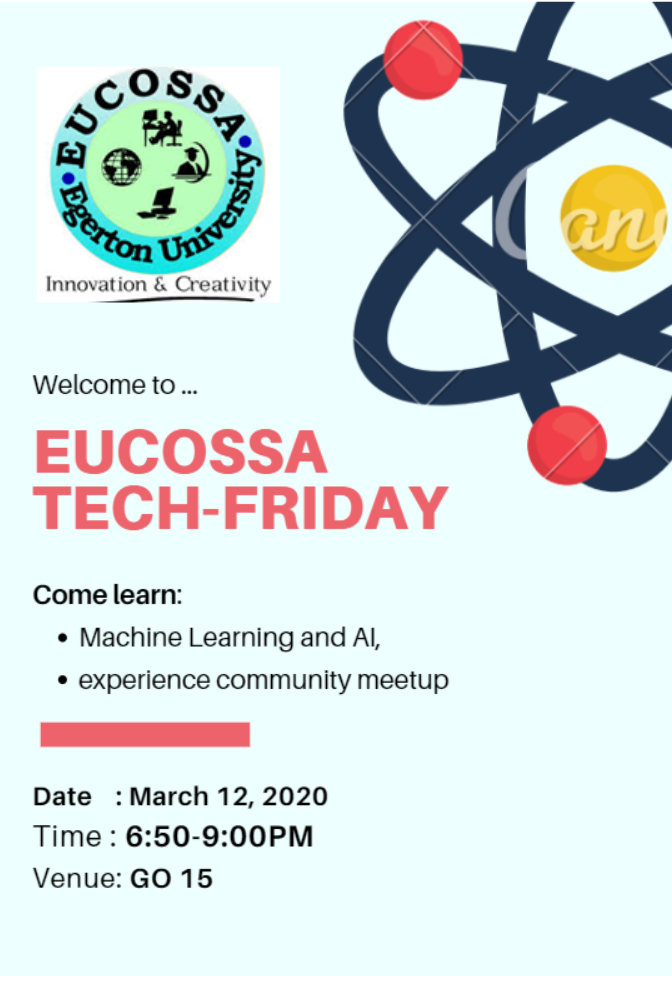 EUCOSSA
Egerton University
Innovation & Creativity
Welcome to ...
EUCOSSA
TECH-FRIDAY
Come learn:
• Machine Learning and AI,
• experience community meetup
Date : March 12, 2020
Time : 6:50-9:00PM
Venue: GO 15